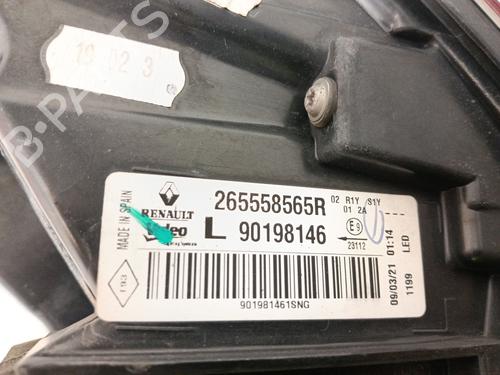 19 02 3
B-PARTS
RENAULT
265558565R
02 R1Y S1Y
01 2A
L 90198146
E9
23112
MADE IN SPAIN
193
901981461SNG
09/03/21 01:14
LED
1199